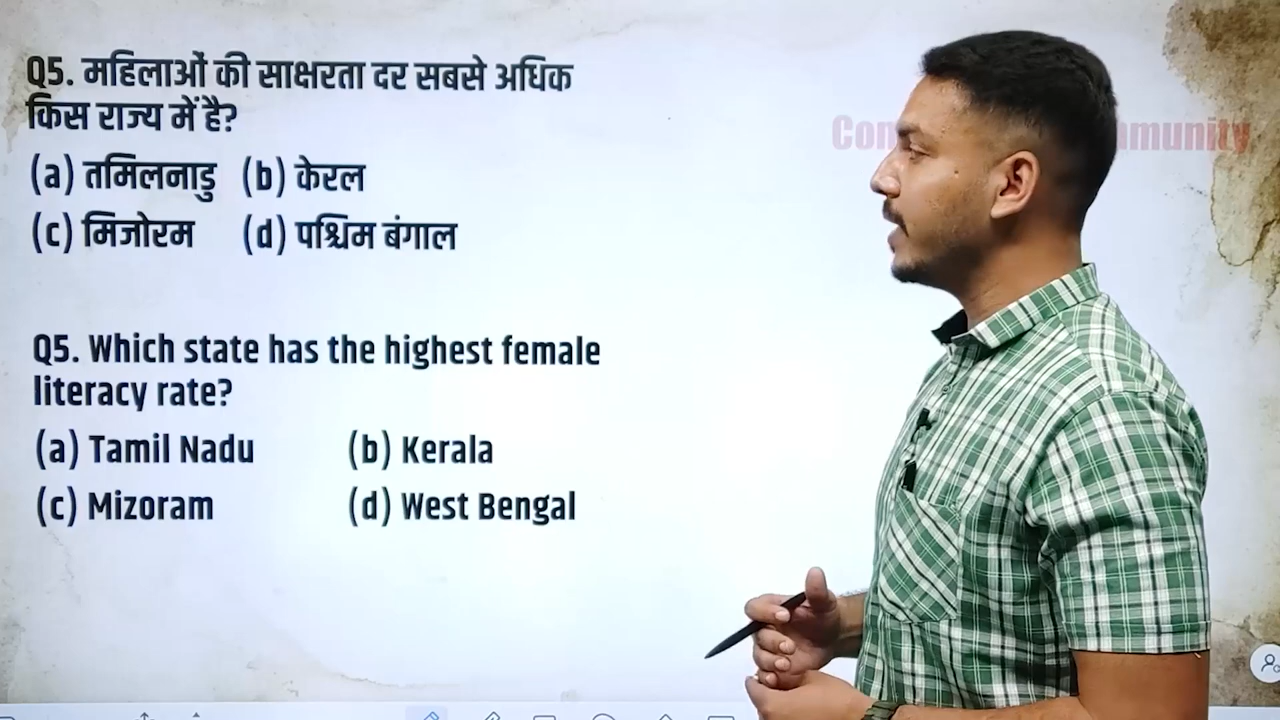 Q5. महिलाओं की साक्षरता दर सबसे अधिक
किस राज्य में है?
(a) तमिलनाडु (b) केरल
(c) मिजोरम (d) पश्चिम बंगाल
Q5. Which state has the highest female
literacy rate?
(a) Tamil Nadu (b) Kerala
(c) Mizoram (d) West Bengal